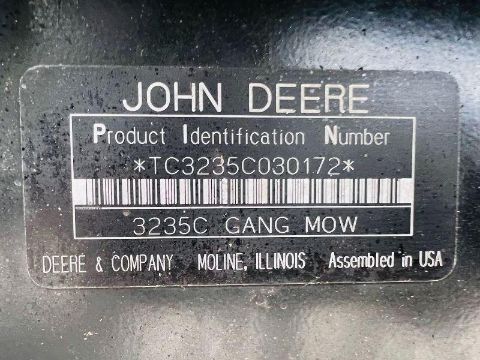 JOHN DEERE
Product Identification Number
*TC3235C030172*
3235C GANG MOW
DEERE & COMPANY MOLINE, ILLINOIS Assembled in USA